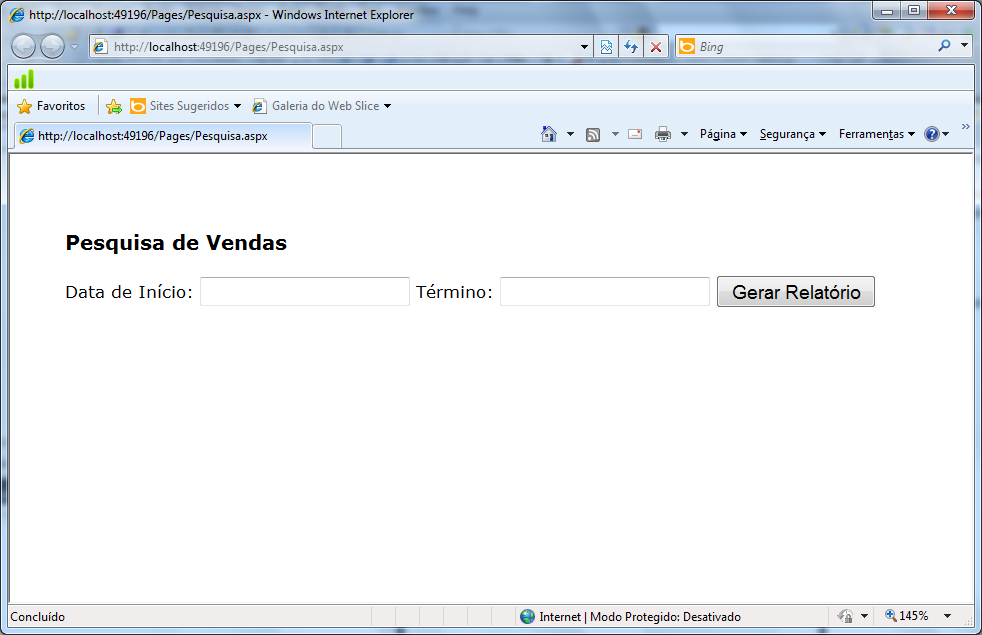 http://localhost:49196/Pages/Pesquisa.aspx - Windows Internet Explorer
http://localhost:49196/Pages/Pesquisa.aspx Bing
Favoritos Sites Sugeridos Galeria do Web Slice
http://localhost:49196/Pages/Pesquisa.aspx Página Segurança Ferramentas
Pesquisa de Vendas
Data de Início: Término: Gerar Relatório
Concluído Internet | Modo Protegido: Desativado 145%